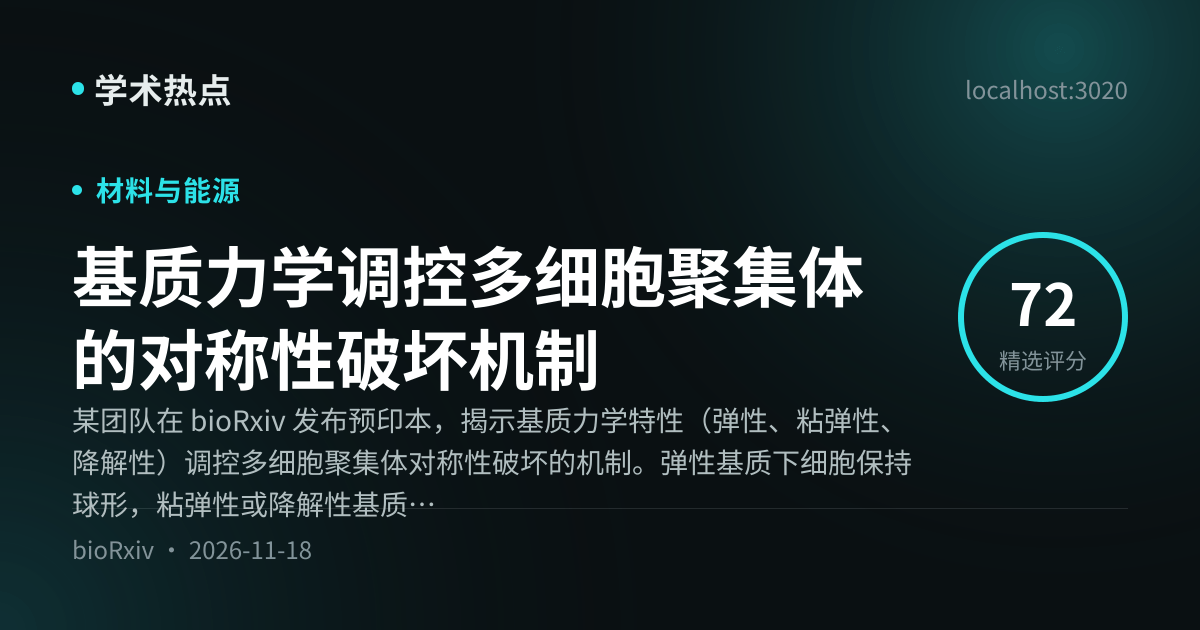 学术热点
localhost:3020
材料与能源
基质力学调控多细胞聚集体
的对称性破坏机制
72
精选评分
某团队在 bioRxiv 发布预印本，揭示基质力学特性（弹性、粘弹性、
降解性）调控多细胞聚集体对称性破坏的机制。弹性基质下细胞保持
球形，粘弹性或降解性基质…
bioRxiv · 2026-11-18